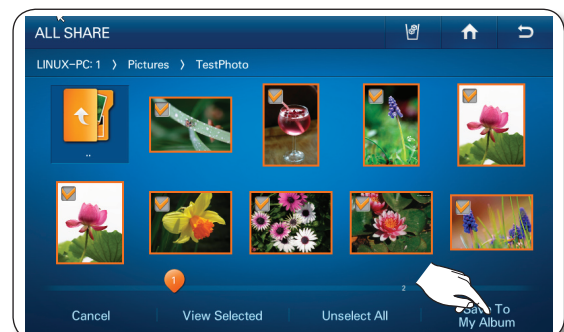 ALL SHARE
LINUX-PC: 1 > Pictures > TestPhoto
..
1
2
Cancel
View Selected
Unselect All
Save To
My Album